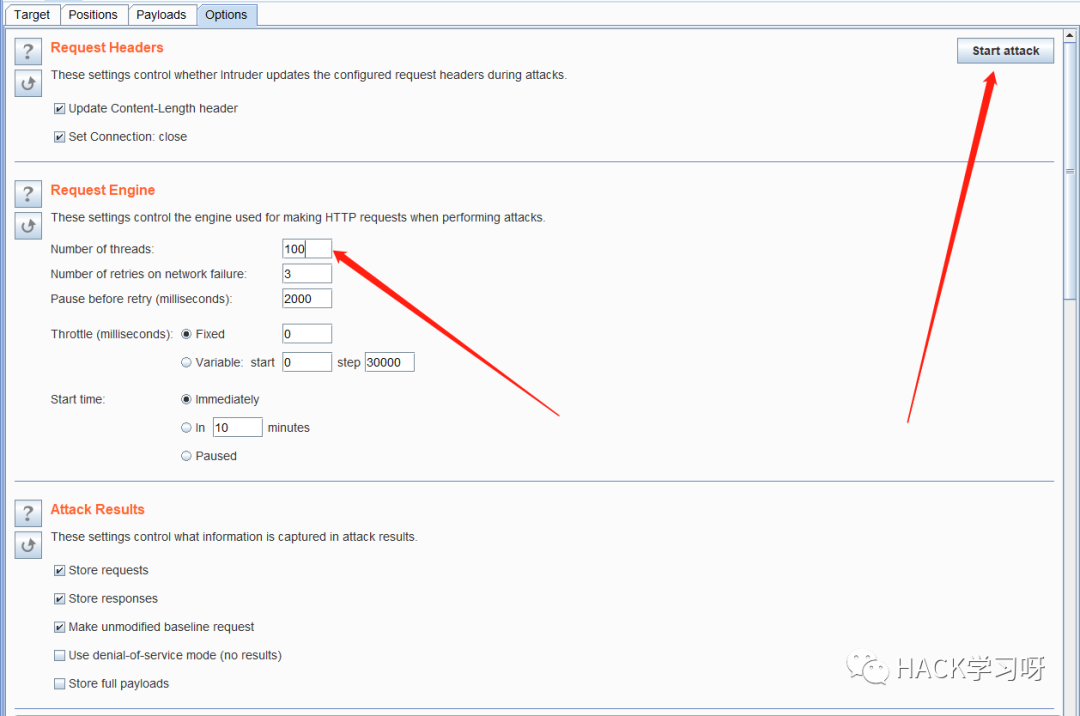 Target Positions Payloads Options
? Request Headers Start attack
These settings control whether Intruder updates the configured request headers during attacks.
Update Content-Length header
Set Connection: close
? Request Engine
These settings control the engine used for making HTTP requests when performing attacks.
Number of threads: 100
Number of retries on network failure: 3
Pause before retry (milliseconds): 2000
Throttle (milliseconds): Fixed 0
Variable: start 0 step 30000
Start time: Immediately
In 10 minutes
Paused
? Attack Results
These settings control what information is captured in attack results.
Store requests
Store responses
Make unmodified baseline request
Use denial-of-service mode (no results)
Store full payloads
HACK学习呀